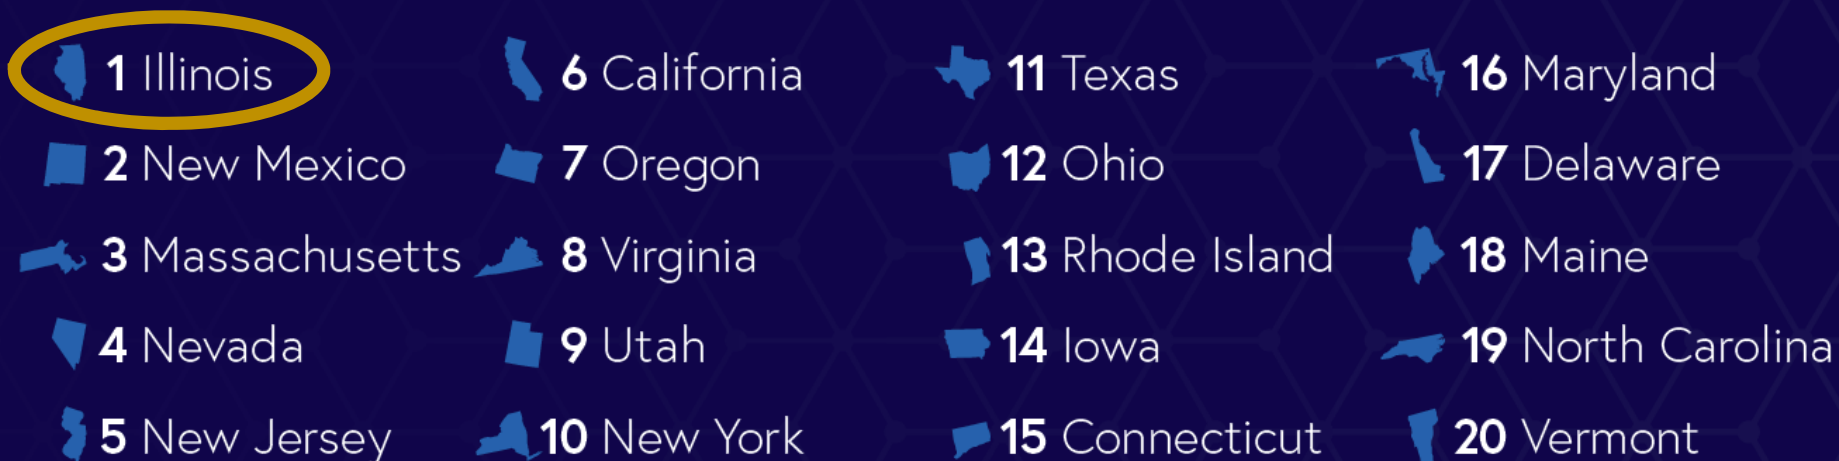 1 Illinois
2 New Mexico
3 Massachusetts
4 Nevada
5 New Jersey
6 California
7 Oregon
8 Virginia
9 Utah
10 New York
11 Texas
12 Ohio
13 Rhode Island
14 Iowa
15 Connecticut
16 Maryland
17 Delaware
18 Maine
19 North Carolina
20 Vermont